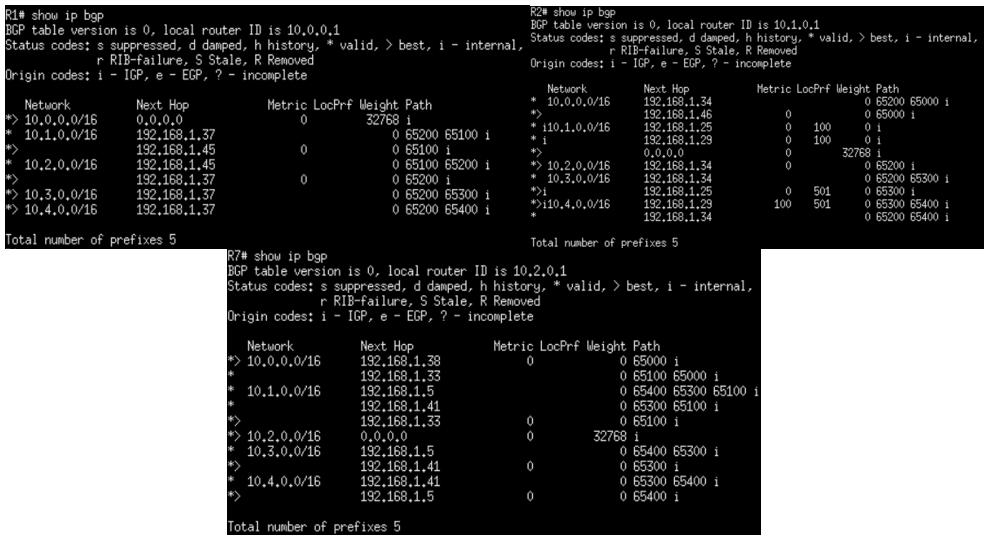 R1# show ip bgp
BGP table version is 0, local router ID is 10.0.0.1
Status codes: s suppressed, d damped, h history, * valid, > best, i - internal,
              r RIB-failure, S Stale, R Removed
Origin codes: i - IGP, e - EGP, ? - incomplete
   Network          Next Hop            Metric LocPrf Weight Path
*> 10.0.0.0/16      0.0.0.0                  0         32768 i
*  10.1.0.0/16      192.168.1.37                           0 65200 65100 i
*>                  192.168.1.45             0             0 65100 i
*  10.2.0.0/16      192.168.1.45                           0 65100 65200 i
*>                  192.168.1.37             0             0 65200 i
*> 10.3.0.0/16      192.168.1.37                           0 65200 65300 i
*> 10.4.0.0/16      192.168.1.37                           0 65200 65400 i
Total number of prefixes 5
R2# show ip bgp
BGP table version is 0, local router ID is 10.1.0.1
Status codes: s suppressed, d damped, h history, * valid, > best, i - internal,
              r RIB-failure, S Stale, R Removed
Origin codes: i - IGP, e - EGP, ? - incomplete
   Network          Next Hop            Metric LocPrf Weight Path
*  10.0.0.0/16      192.168.1.34                           0 65200 65000 i
*>                  192.168.1.46             0             0 65000 i
* i10.1.0.0/16      192.168.1.25             0    100      0 i
* i                 192.168.1.29             0    100      0 i
*>                  0.0.0.0                  0         32768 i
*> 10.2.0.0/16      192.168.1.34             0             0 65200 i
*  10.3.0.0/16      192.168.1.34                           0 65200 65300 i
*>i                 192.168.1.25             0    501      0 65300 i
*>i10.4.0.0/16      192.168.1.29           100    501      0 65300 65400 i
*                   192.168.1.34                           0 65200 65400 i
Total number of prefixes 5
R7# show ip bgp
BGP table version is 0, local router ID is 10.2.0.1
Status codes: s suppressed, d damped, h history, * valid, > best, i - internal,
              r RIB-failure, S Stale, R Removed
Origin codes: i - IGP, e - EGP, ? - incomplete
   Network          Next Hop            Metric LocPrf Weight Path
*> 10.0.0.0/16      192.168.1.38             0             0 65000 i
*                   192.168.1.33                           0 65100 65000 i
*  10.1.0.0/16      192.168.1.5                            0 65400 65300 65100 i
*                   192.168.1.41                           0 65300 65100 i
*>                  192.168.1.33             0             0 65100 i
*> 10.2.0.0/16      0.0.0.0                  0         32768 i
*  10.3.0.0/16      192.168.1.5                            0 65400 65300 i
*>                  192.168.1.41             0             0 65300 i
*  10.4.0.0/16      192.168.1.41                           0 65300 65400 i
*>                  192.168.1.5              0             0 65400 i
Total number of prefixes 5